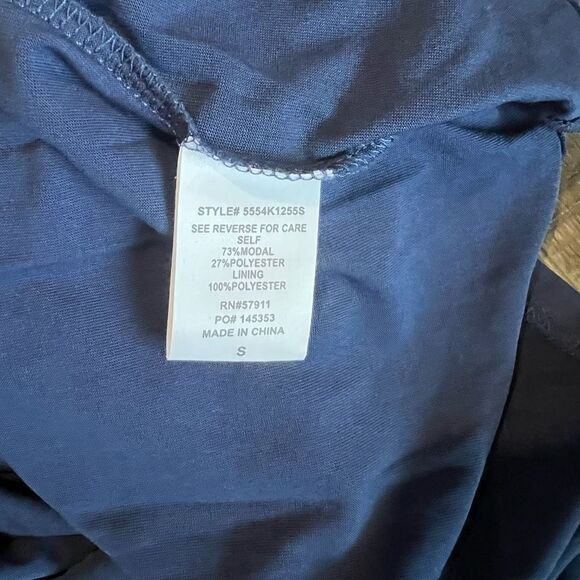 STYLE# 5554K1255S
SEE REVERSE FOR CARE
SELF
73%MODAL
27%POLYESTER
LINING
100%POLYESTER
RN#57911
PO# 145353
MADE IN CHINA
S